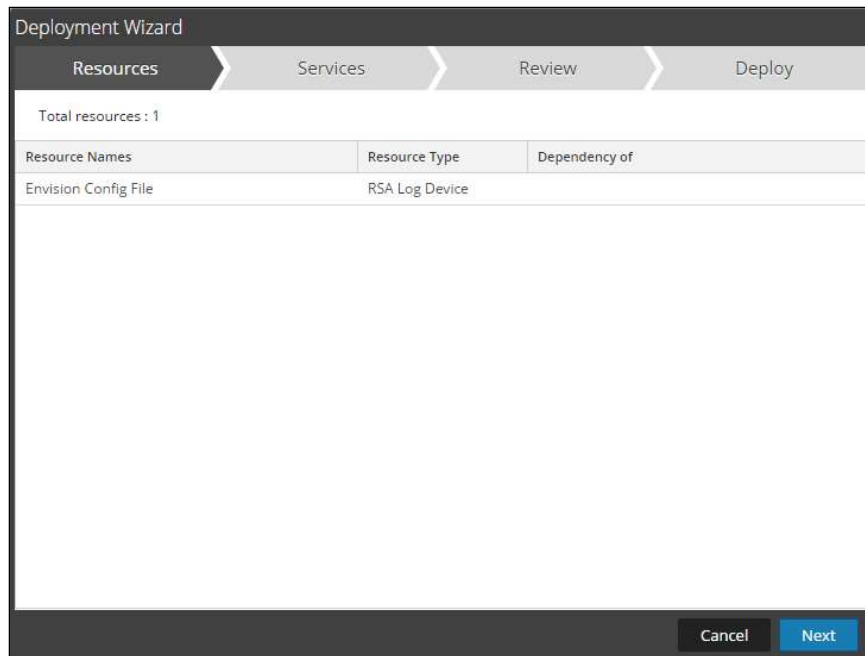 Deployment Wizard
Resources Services Review Deploy
Total resources : 1
Resource Names Resource Type Dependency of
Envision Config File RSA Log Device
Cancel Next